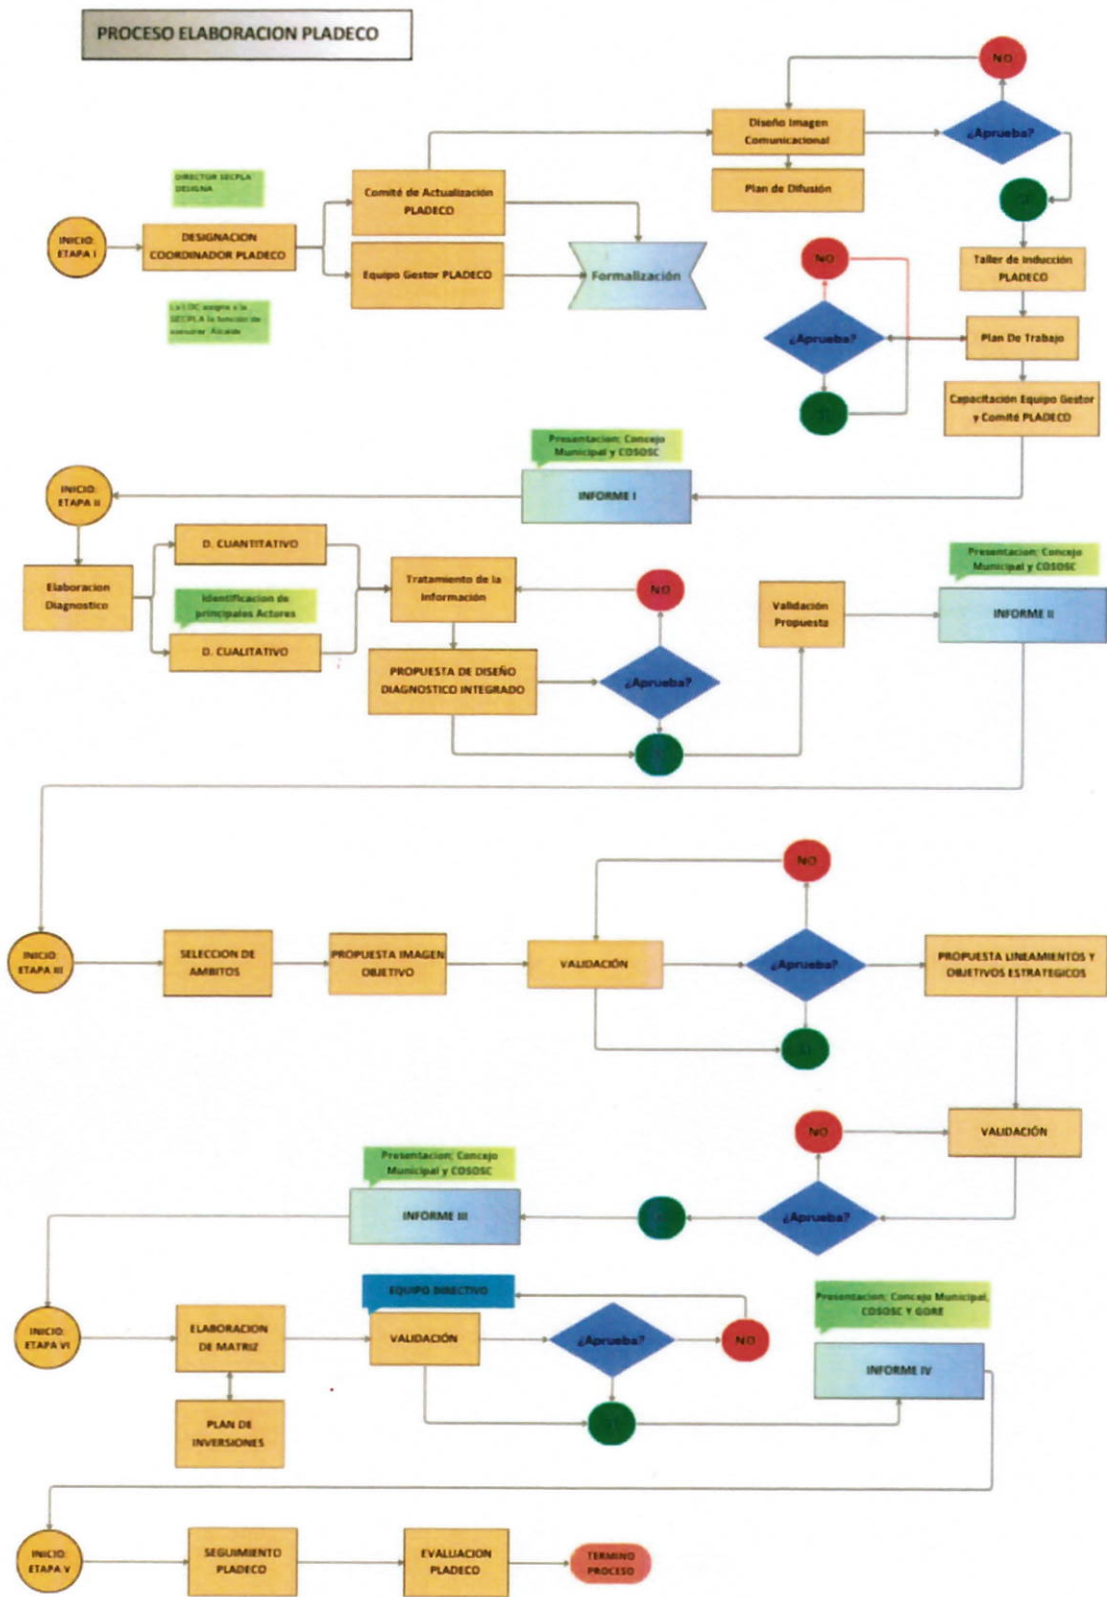 PROCESO ELABORACION PLADECO
NO
Diseño Imagen
Comunicacional
¿Aprueba?
DIRECTOR SECPLA
DESIGNA
Comité de Actualización
PLADECO
Plan de Difusión
INICIO:
ETAPA I
DESIGNACION
COORDINADOR PLADECO
Equipo Gestor PLADECO
Formalización
NO
Taller de Inducción
PLADECO
SECPLA la función de
Alcalde
¿Aprueba?
Plan De Trabajo
Capacitación Equipo Gestor
y Comité PLADECO
Presentacion; Concejo
Municipal y COSOSC
INICIO:
ETAPA II
INFORME I
D. CUANTITATIVO
Elaboracion
Diagnostico
Identificacion de
principales Actores
D. CUALITATIVO
Tratamiento de la
Información
NO
Validación
Propuesta
Presentacion; Concejo
Municipal y COSOSC
INFORME II
PROPUESTA DE DISEÑO
DIAGNOSTICO INTEGRADO
¿Aprueba?
NO
INICIO:
ETAPA III
SELECCION DE
AMBITOS
PROPUESTA IMAGEN
OBJETIVO
VALIDACIÓN
¿Aprueba?
PROPUESTA LINEAMIENTOS Y
OBJETIVOS ESTRATEGICOS
NO
VALIDACIÓN
Presentacion; Concejo
Municipal y COSOSC
INFORME III
¿Aprueba?
EQUIPO DIRECTIVO
Presentacion; Concejo Municipal,
COSOSC Y GORE
INICIO:
ETAPA VI
ELABORACION
DE MATRIZ
VALIDACIÓN
¿Aprueba?
NO
INFORME IV
PLAN DE
INVERSIONES
INICIO:
ETAPA V
SEGUIMIENTO
PLADECO
EVALUACION
PLADECO
TERMINO
PROCESO